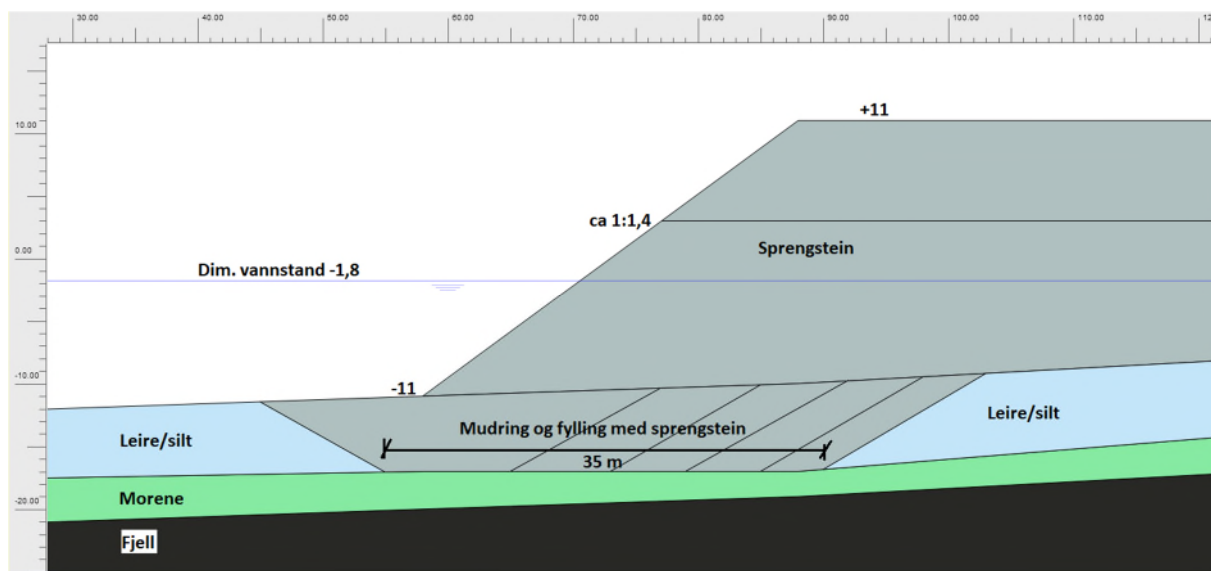 30.00 40.00 50.00 60.00 70.00 80.00 90.00 100.00 110.00
10.00
0.00
-10.00
-20.00
+11
ca 1:1,4
Sprengstein
Dim. vannstand -1,8
-11
Leire/silt
Mudring og fylling med sprengstein
35 m
Leire/silt
Morene
Fjell